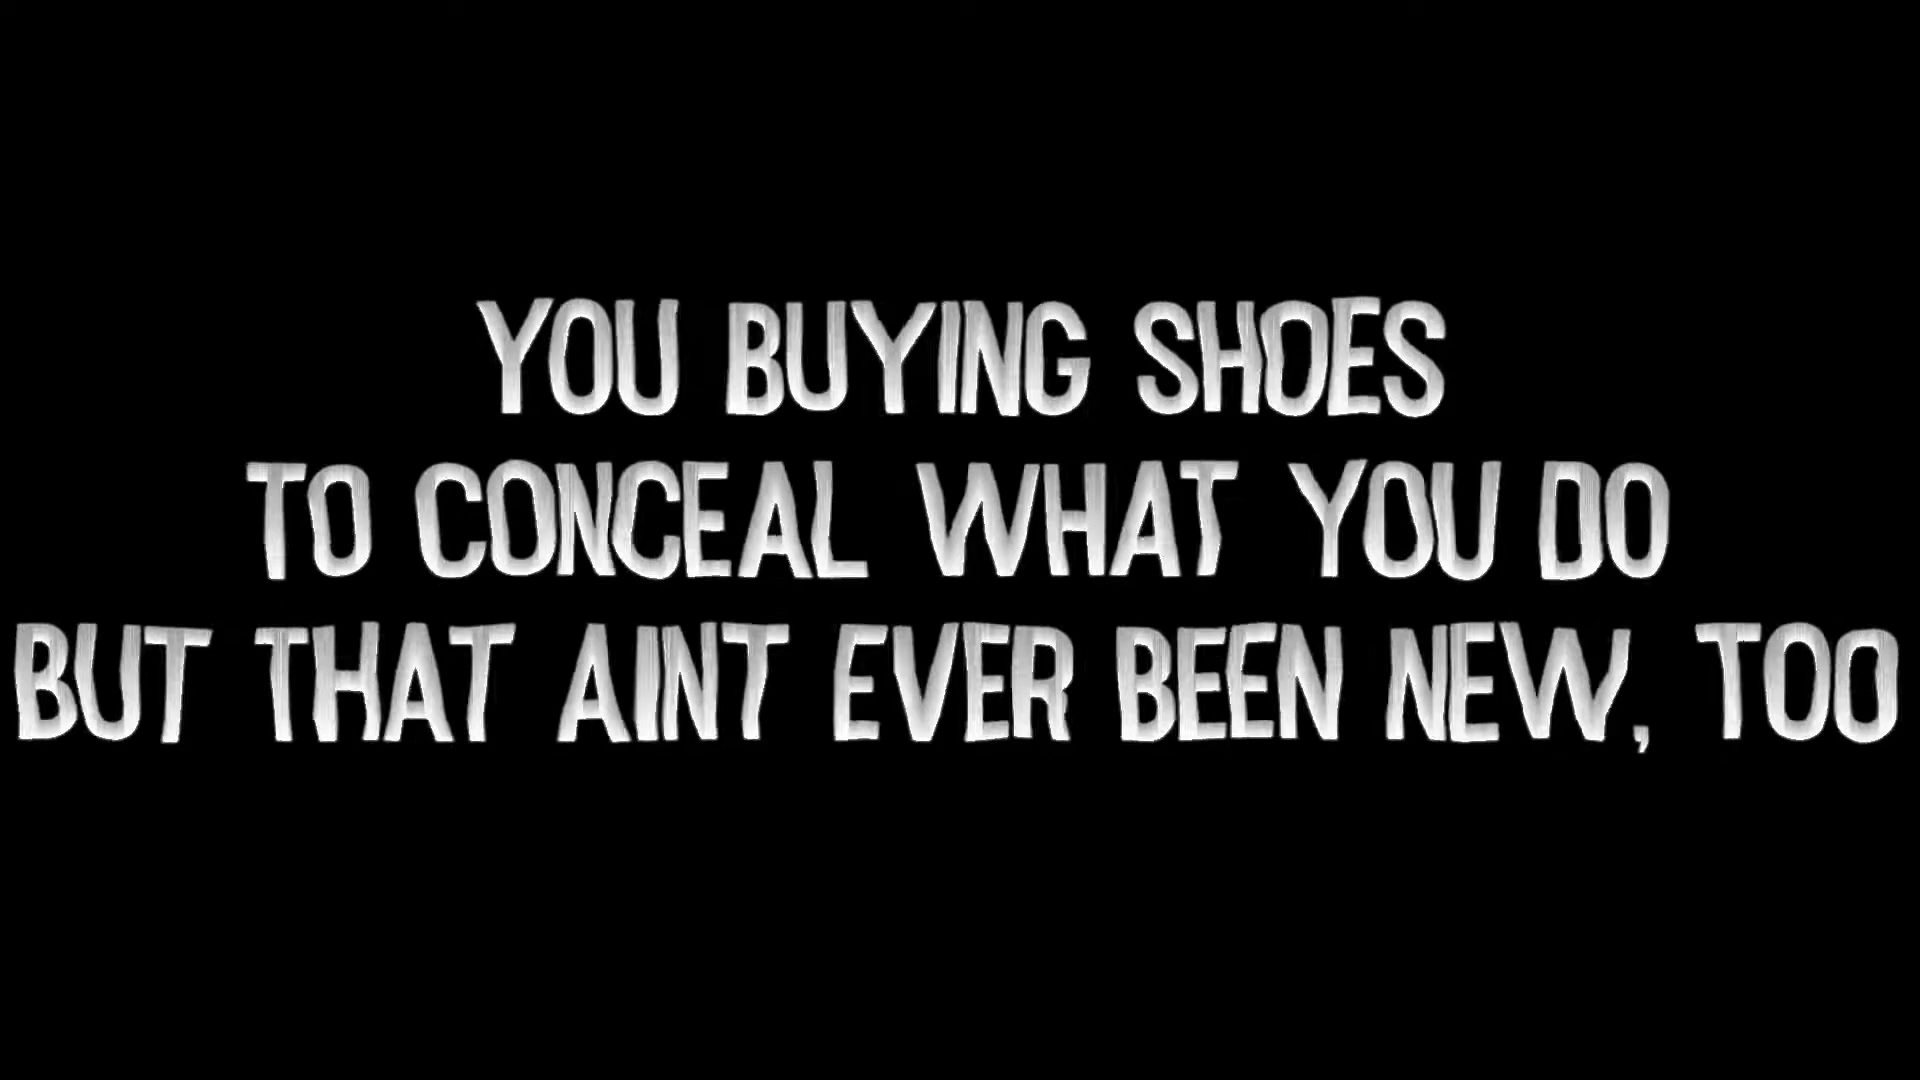 YOU BUYING SHOES
TO CONCEAL WHAT YOU DO
BUT THAT AINT EVER BEEN NEW, TOO